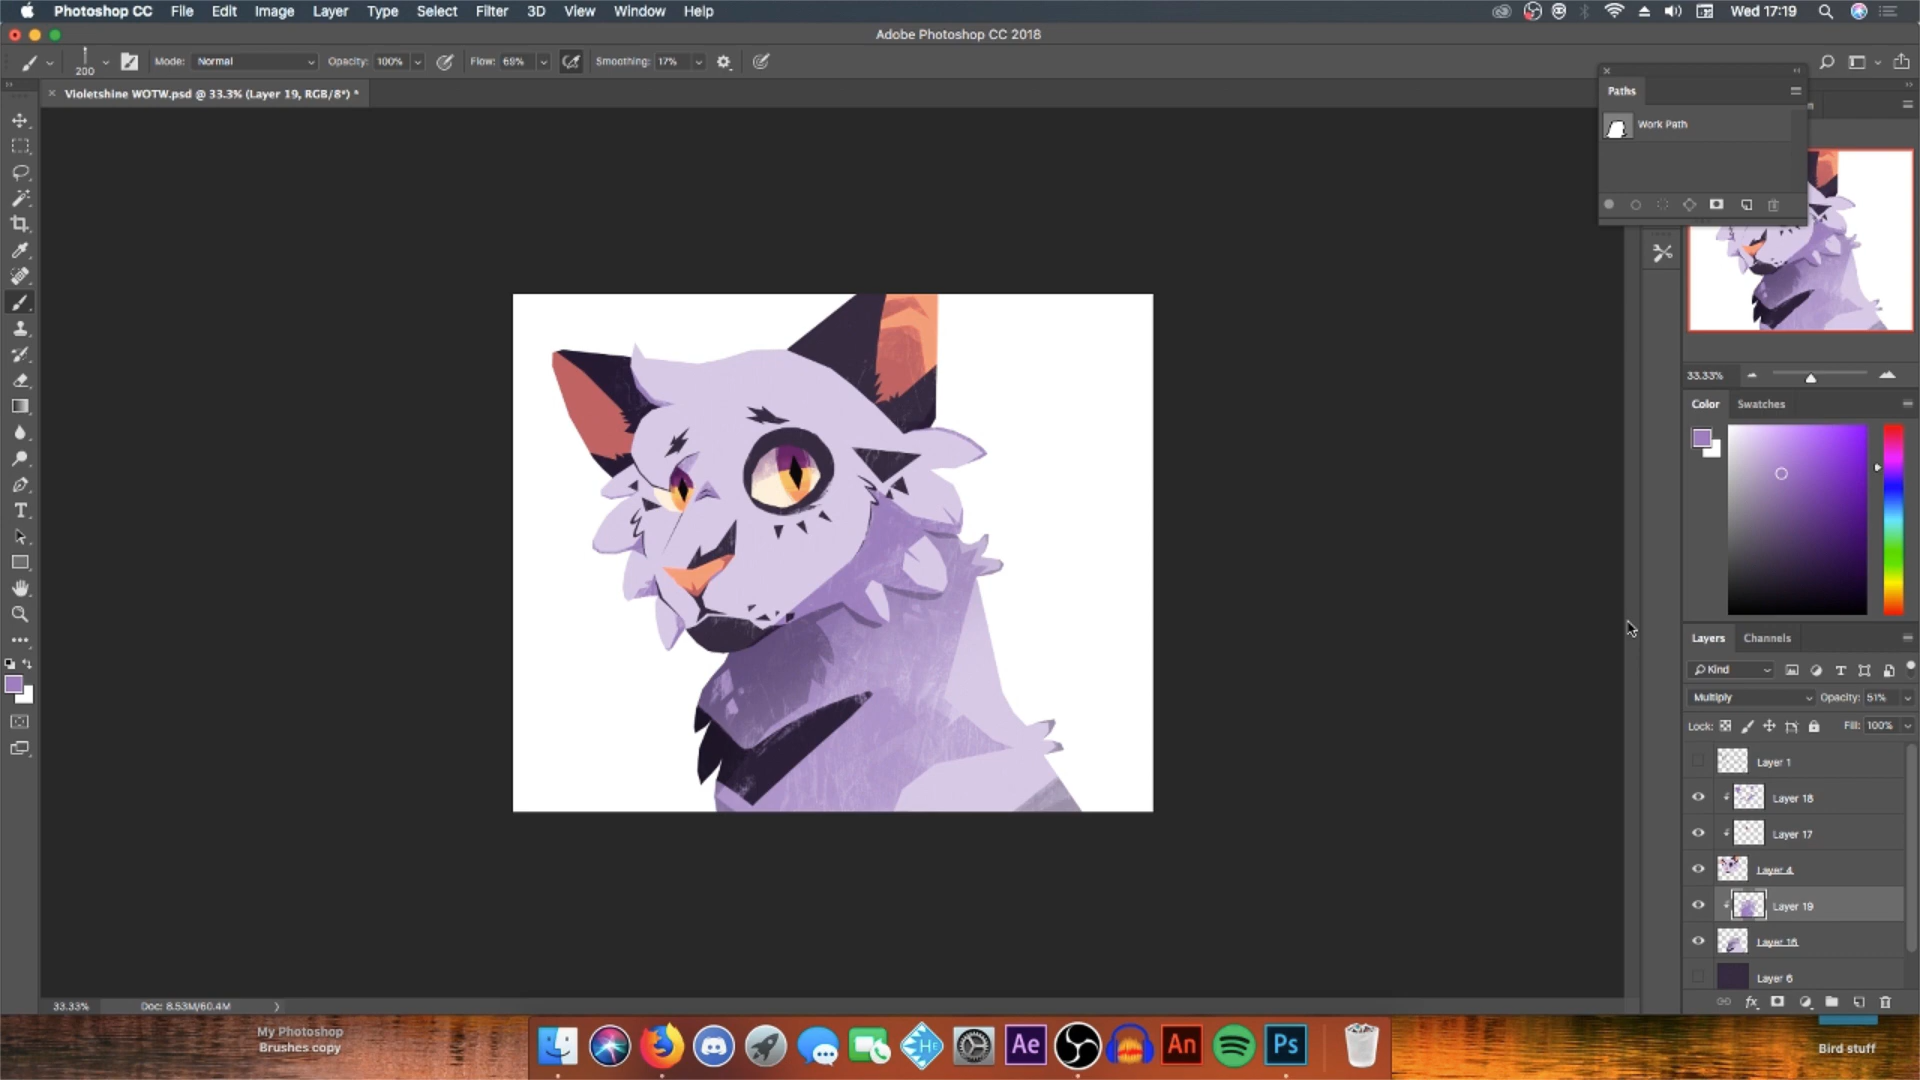 Photoshop CC File Edit Image Layer Type Select Filter 3D View Window Help Wed 17:19
Adobe Photoshop CC 2018
200 Mode: Normal Opacity: 100% Flow: 69% Smoothing: 17%
Violetshine WOTW.psd @ 33.3% (Layer 19, RGB/8*) *
Paths
Work Path
33.33%
Color Swatches
Layers Channels
Kind
Multiply Opacity: 51%
Lock: Fill: 100%
Layer 1
Layer 18
Layer 17
Layer 4
Layer 19
Layer 16
Layer 6
33.33% Doc: 8.53M/60.4M
My Photoshop
Brushes copy
HE
Ae
An
Ps
Bird stuff